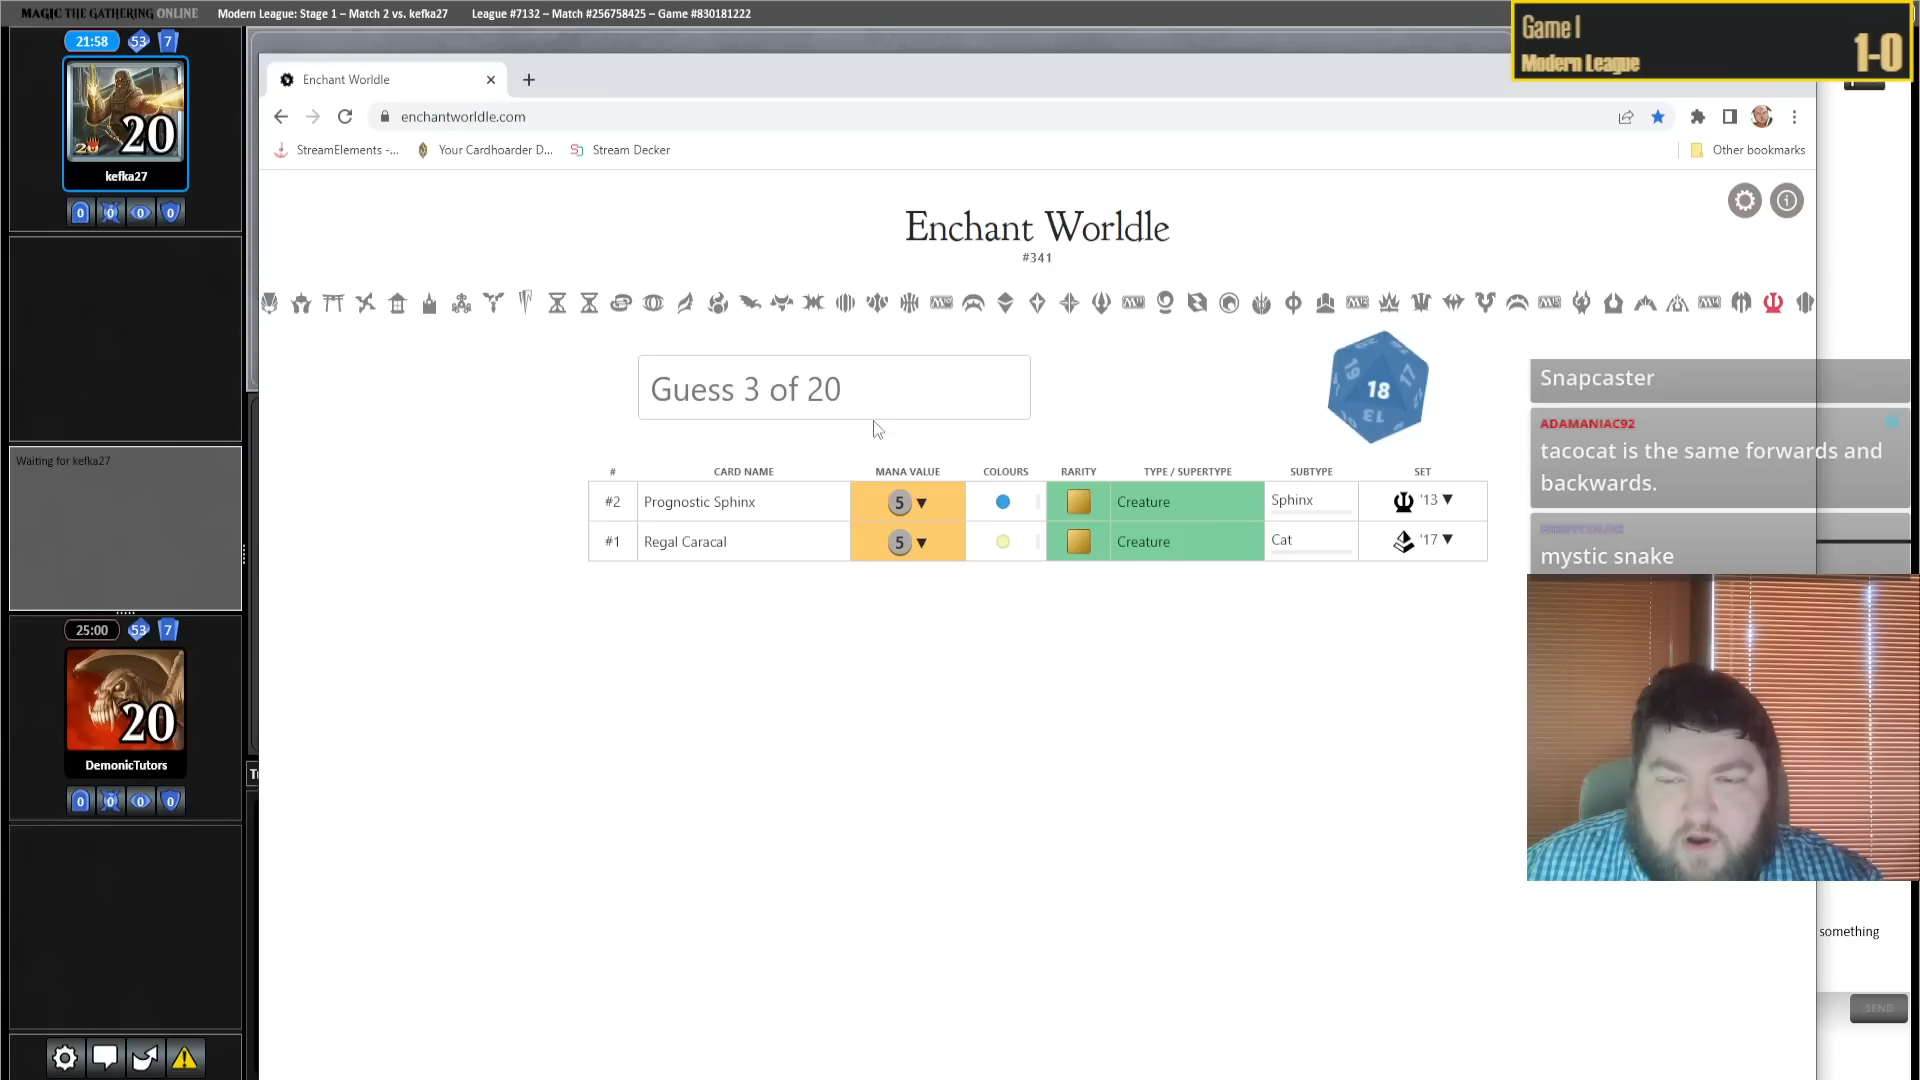 MAGIC THE GATHERING ONLINE Modern League: Stage 1 – Match 2 vs. kefka27 League #7132 – Match #256758425 – Game #830181222
Game 1
Modern League
1-0
21:58 53 7
20
20
kefka27
0 0 0 0
Waiting for kefka27
25:00 53 7
20
DemonicTutors
0 0 0 0
Enchant Worldle
enchantworldle.com
StreamElements -... Your Cardhoarder D... Stream Decker Other bookmarks
Enchant Worldle
#341
Guess 3 of 20
18
# CARD NAME MANA VALUE COLOURS RARITY TYPE / SUPERTYPE SUBTYPE SET
#2 Prognostic Sphinx 5 ▼ Creature Sphinx '13 ▼
#1 Regal Caracal 5 ▼ Creature Cat '17 ▼
Snapcaster
ADAMANIAC92
tacocat is the same forwards and
backwards.
mystic snake
something
SEND